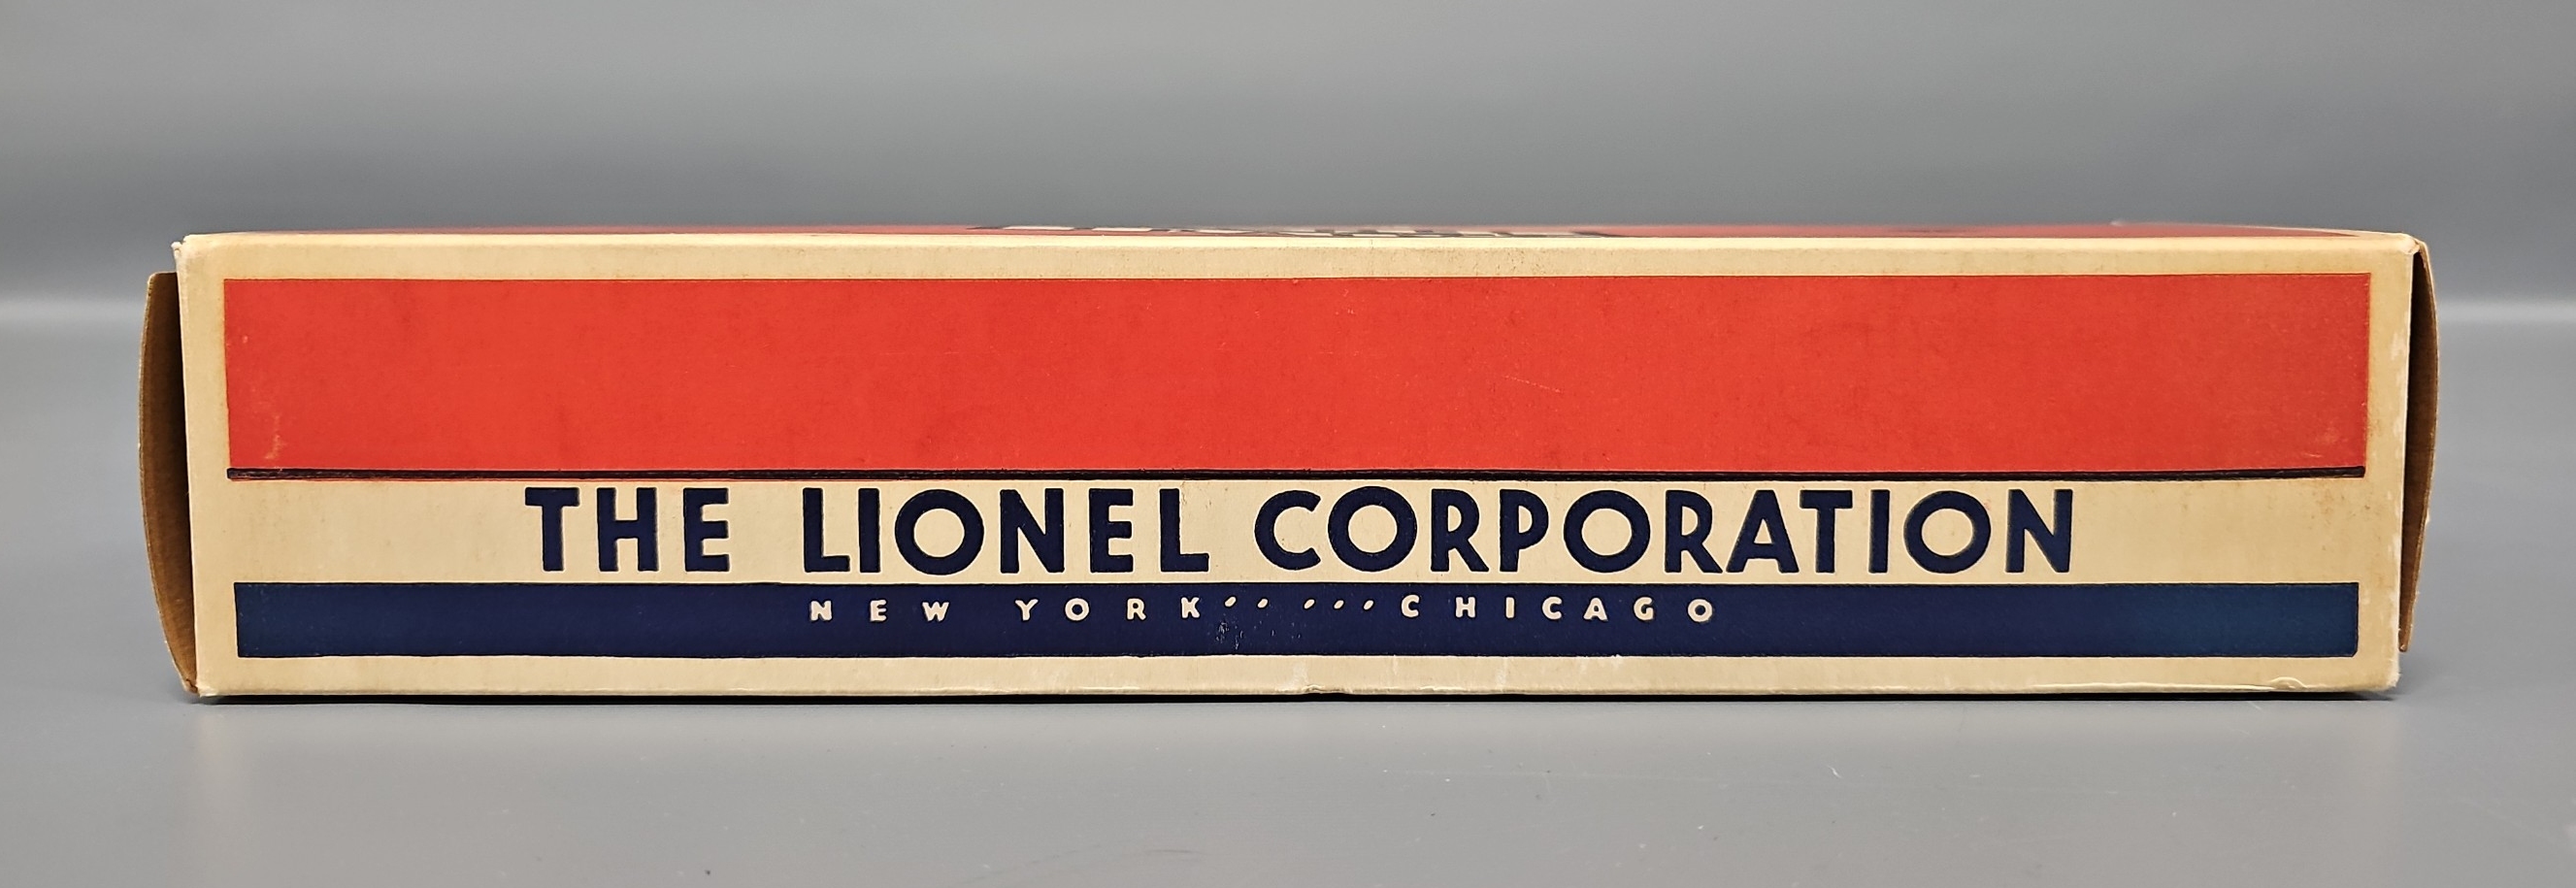 THE LIONEL CORPORATION
NEW YORK·· ···CHICAGO